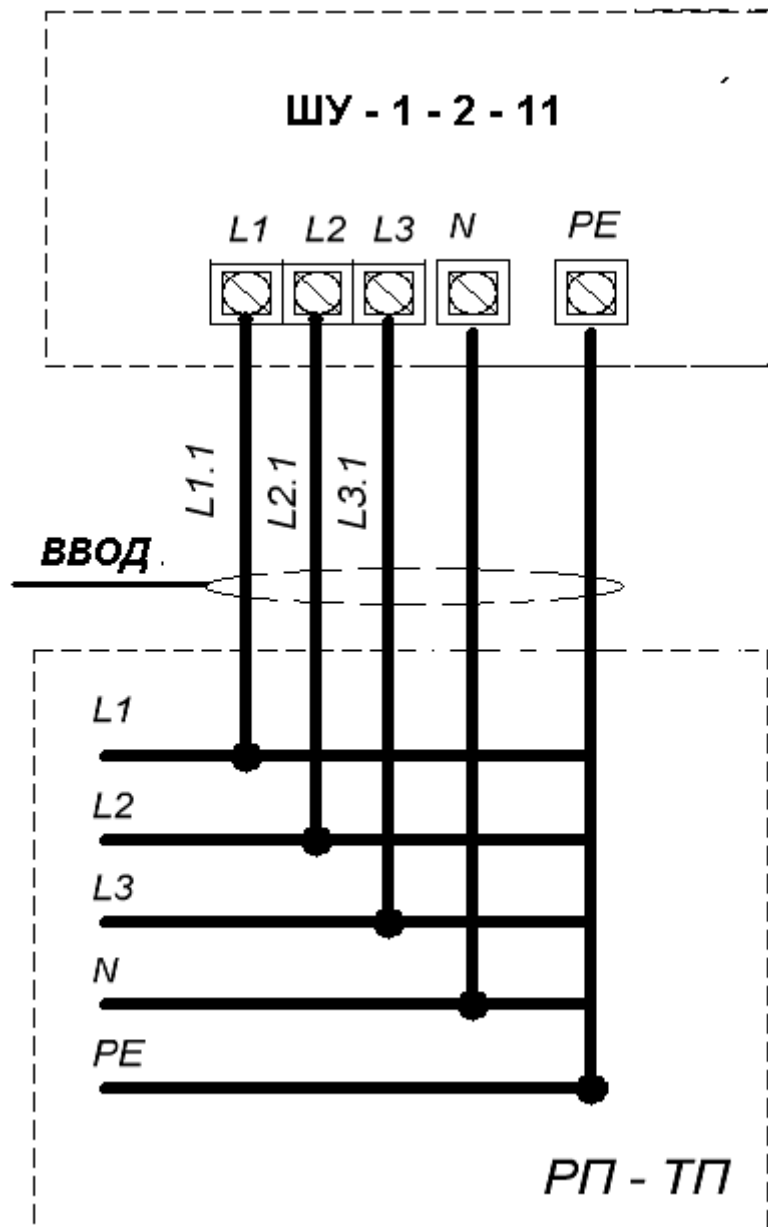 ШУ - 1 - 2 - 11
L1 L2 L3 N PE
L1.1
L2.1
L3.1
ВВОД
L1
L2
L3
N
PE
РП - ТП